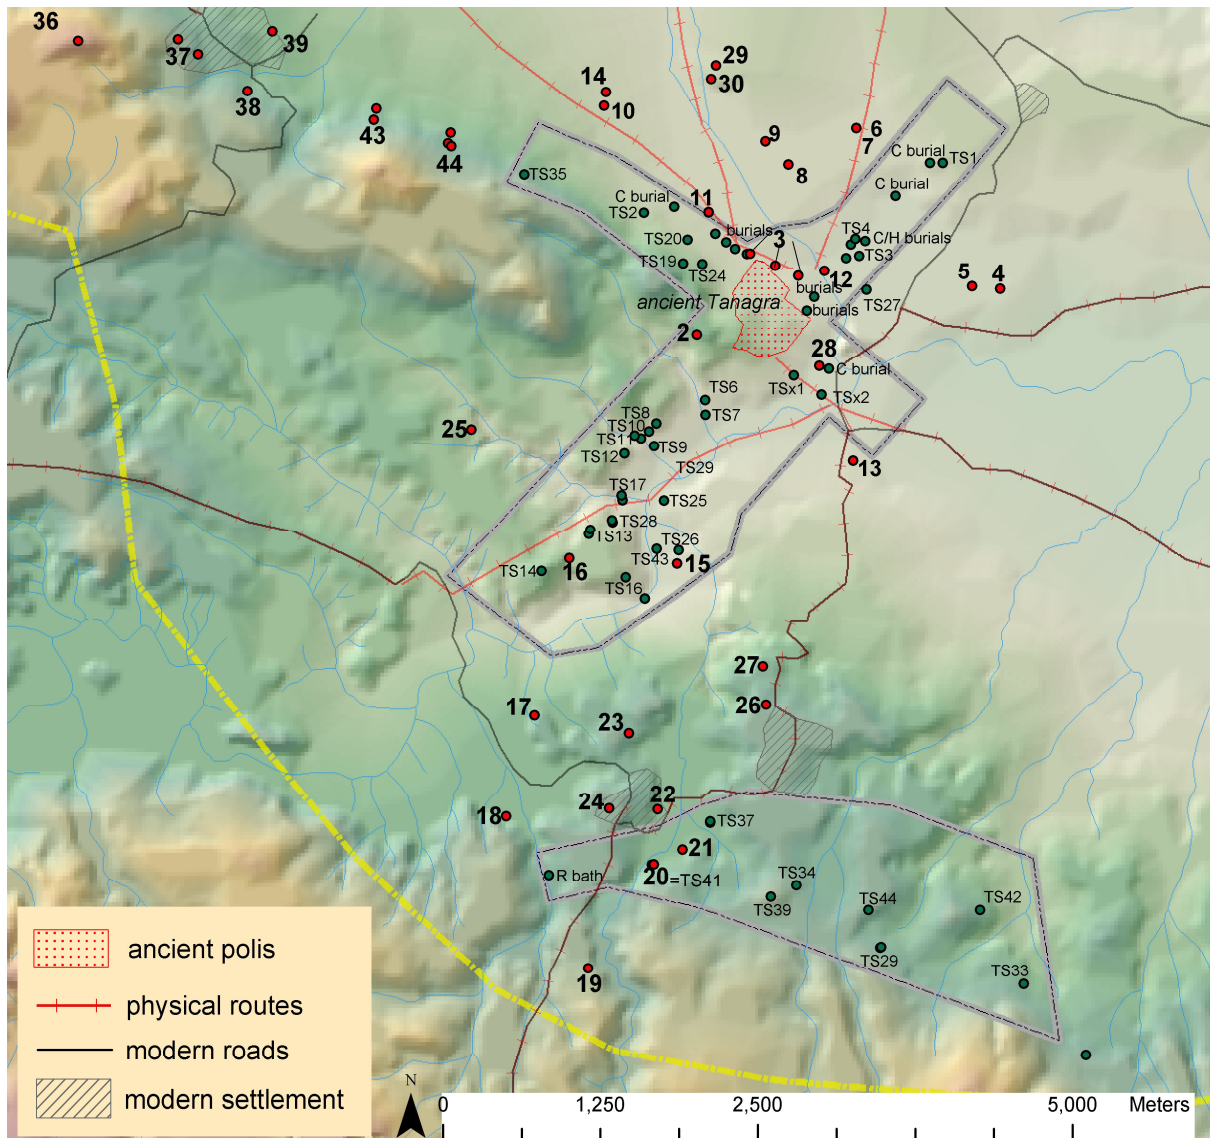 36
37
39
38
43
44
14
10
29
30
9
8
6
7
C burial
TS1
C burial
TS35
C burial
TS2
11
TS20
burials
3
TS4
C/H burials
TS3
TS19
TS24
12
5
4
ancient Tanagra
burials
burials
TS27
2
28
C burial
TSx1
TSx2
TS6
TS7
25
TS8
TS10
TS11
TS9
TS12
TS29
13
TS17
TS25
TS28
TS13
TS26
TS43
15
16
TS14
TS16
27
26
17
23
24
22
18
TS37
21
R bath
20=TS41
TS34
TS39
TS44
TS42
TS29
TS33
19
ancient polis
physical routes
modern roads
modern settlement
N
0
1,250
2,500
5,000
Meters